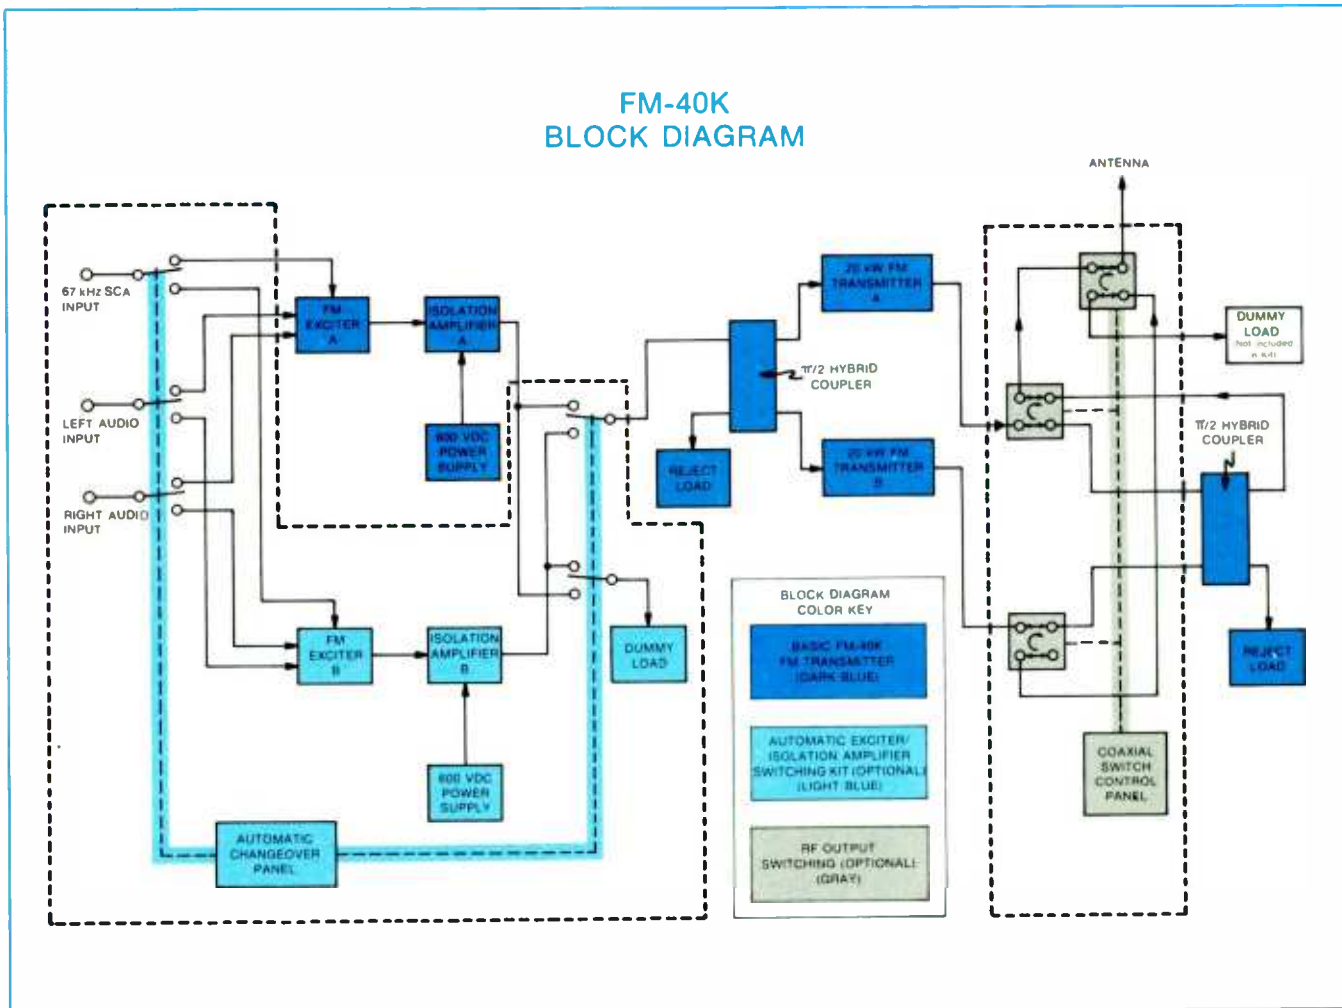 FM-40K
BLOCK DIAGRAM
ANTENNA
67 kHz SCA
INPUT
FM
EXCITER
A
ISOLATION
AMPLIFIER
A
20 kW FM
TRANSMITTER
A
DUMMY
LOAD
(Not included
in Kit)
π/2 HYBRID
COUPLER
LEFT AUDIO
INPUT
600 VDC
POWER
SUPPLY
REJECT
LOAD
20 kW FM
TRANSMITTER
B
π/2 HYBRID
COUPLER
RIGHT AUDIO
INPUT
FM
EXCITER
B
ISOLATION
AMPLIFIER
B
DUMMY
LOAD
BLOCK DIAGRAM
COLOR KEY
BASIC FM-40K
FM TRANSMITTER
(DARK BLUE)
REJECT
LOAD
600 VDC
POWER
SUPPLY
AUTOMATIC EXCITER/
ISOLATION AMPLIFIER
SWITCHING KIT (OPTIONAL)
(LIGHT BLUE)
COAXIAL
SWITCH
CONTROL
PANEL
AUTOMATIC
CHANGEOVER
PANEL
RF OUTPUT
SWITCHING (OPTIONAL)
(GRAY)